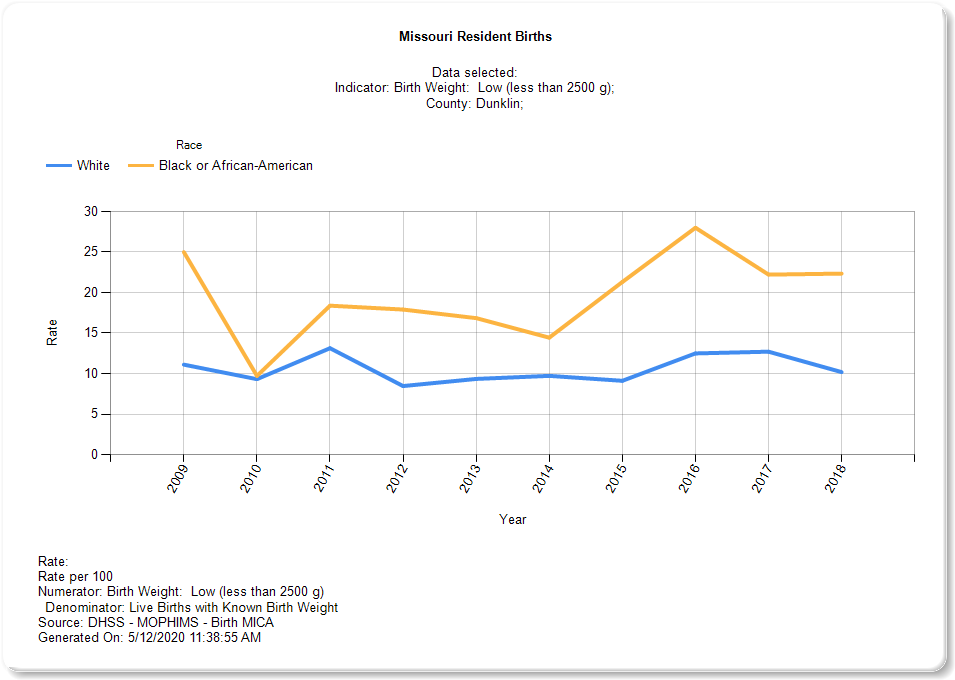 Missouri Resident Births
Data selected:
Indicator: Birth Weight:  Low (less than 2500 g);
County: Dunklin;
Race
White
Black or African-American
30
25
20
15
10
5
0
Rate
2009
2010
2011
2012
2013
2014
2015
2016
2017
2018
Year
Rate:
Rate per 100
Numerator: Birth Weight:  Low (less than 2500 g)
Denominator: Live Births with Known Birth Weight
Source: DHSS - MOPHIMS - Birth MICA
Generated On: 5/12/2020 11:38:55 AM